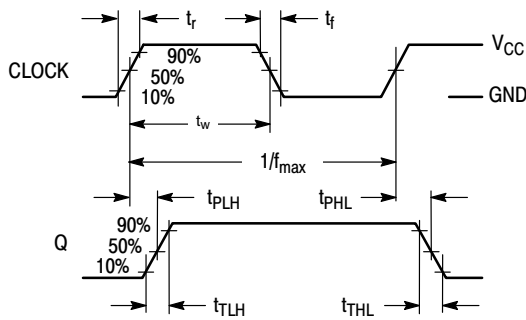 tr tf
VCC
90%
CLOCK 50%
10%
GND
tw
1/fmax
tPLH tPHL
90%
Q 50%
10%
tTLH tTHL